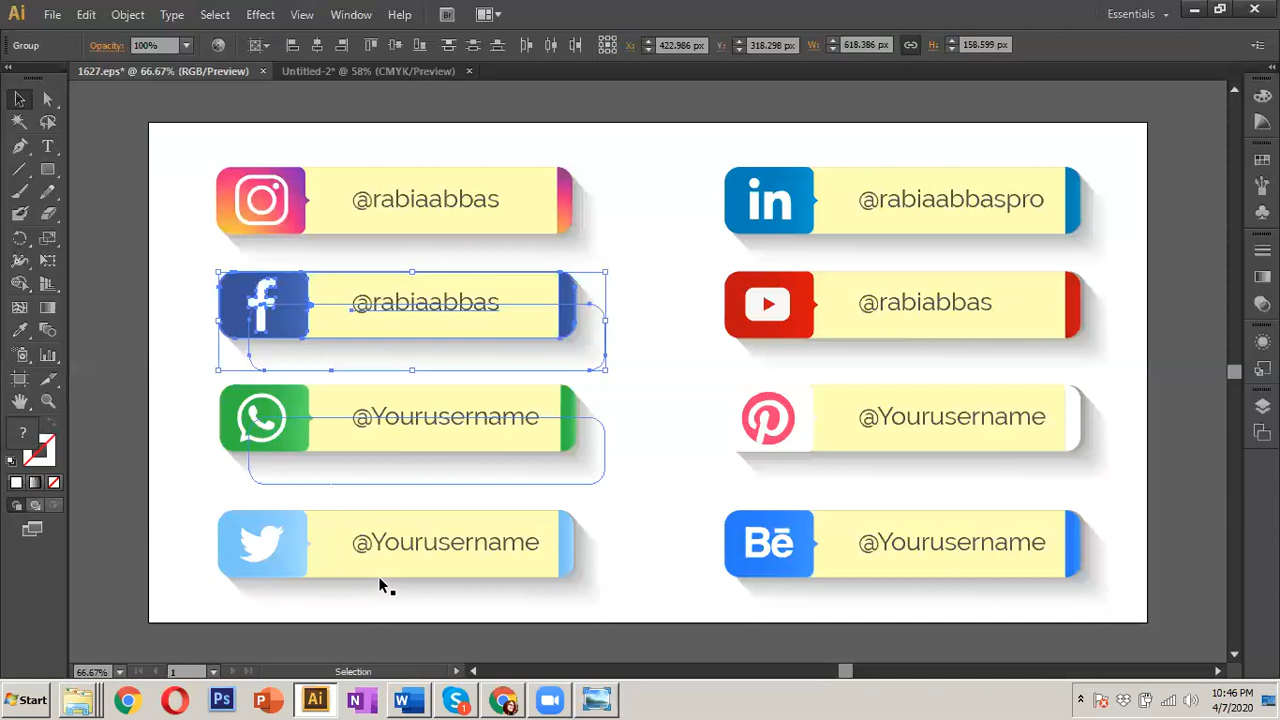 Ai File Edit Object Type Select Effect View Window Help Br Essentials
Group Opacity: 100% X: 422.986 px Y: 318.298 px W: 618.386 px H: 158.599 px
1627.eps* @ 66.67% (RGB/Preview) Untitled-2* @ 58% (CMYK/Preview)
@rabiaabbas
in @rabiaabbaspro
f @rabiaabbas
@rabiabbas
@Yourusername
@Yourusername
@Yourusername
Bē @Yourusername
?
66.67% 1 Selection
Start Ai Ps 10:46 PM
4/7/2020